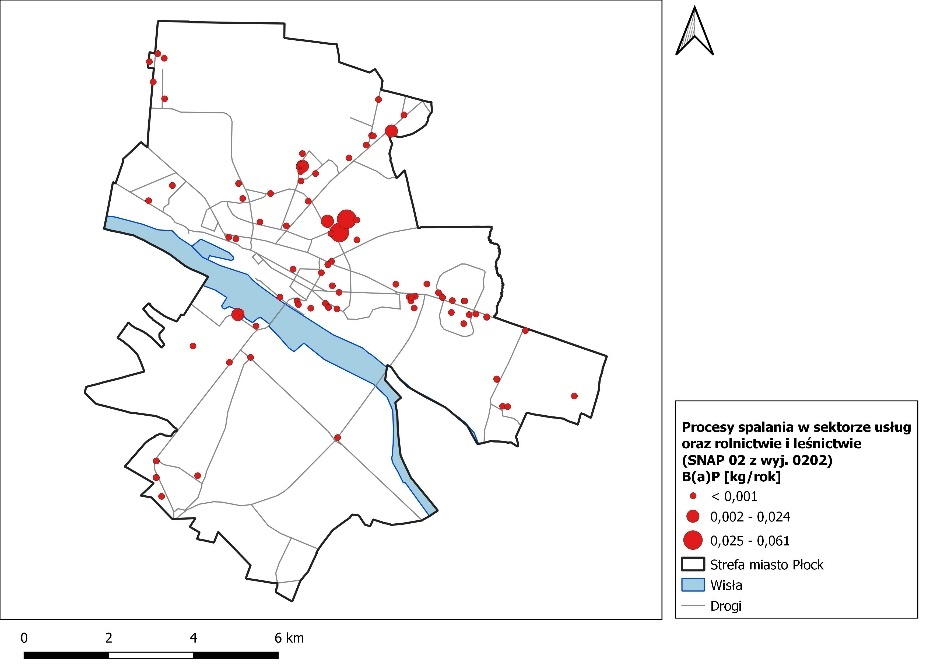 Procesy spalania w sektorze usług
oraz rolnictwie i leśnictwie
(SNAP 02 z wyj. 0202)
B(a)P [kg/rok]
< 0,001
0,002 - 0,024
0,025 - 0,061
Strefa miasto Płock
Wisła
Drogi
0 2 4 6 km